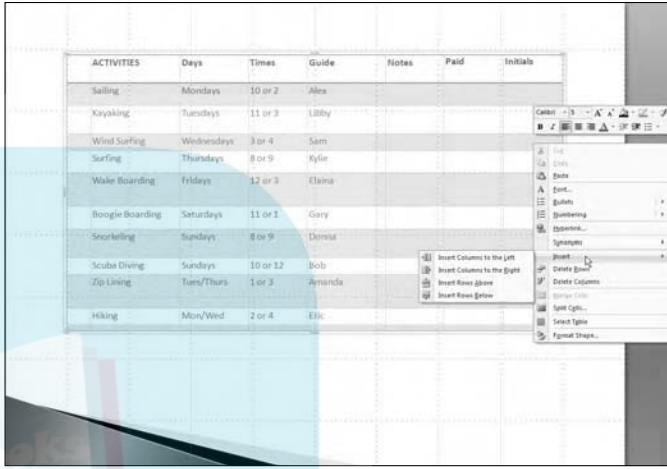 ACTIVITIES Days Times Guide Notes Paid Initials
Sailing Mondays 10 or 2 Alex
Kayaking Tuesdays 11 or 3 Libby
Wind Surfing Wednesdays 3 or 4 Sam
Surfing Thursdays 8 or 9 Kylie
Wake Boarding Fridays 12 or 3 Elaina
Boogie Boarding Saturdays 11 or 1 Gary
Snorkeling Sundays 8 or 9 Donna
Scuba Diving Sundays 10 or 12 Bob
Zip Lining Tues/Thurs 1 or 3 Amanda
Hiking Mon/Wed 2 or 4 Eric
Calibri
Cut
Copy
Paste
Font...
Bullets
Numbering
Hyperlink...
Synonyms
Insert
Delete Rows
Delete Columns
Merge Cells
Split Cells...
Select Table
Format Shape...
Insert Columns to the Left
Insert Columns to the Right
Insert Rows Above
Insert Rows Below